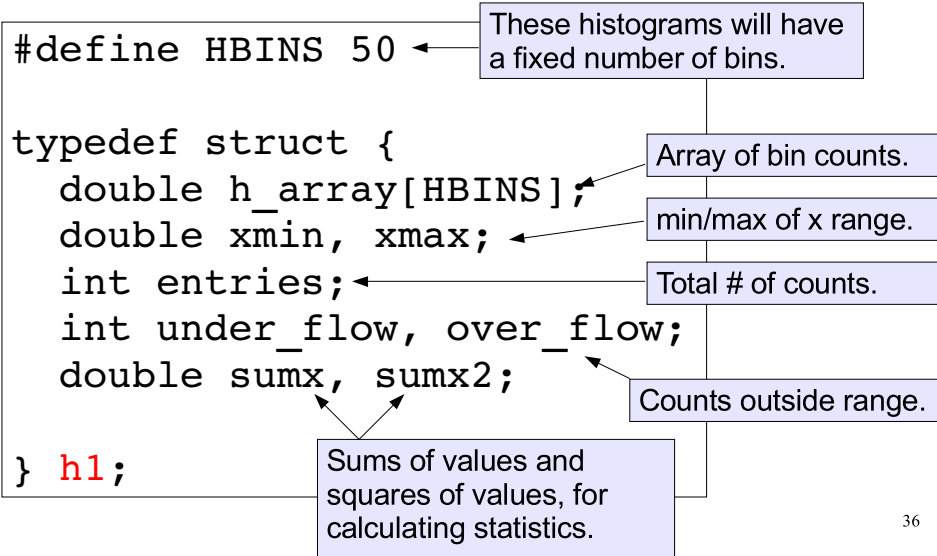 #define HBINS 50
These histograms will have
a fixed number of bins.
typedef struct {
double h_array[HBINS];
Array of bin counts.
double xmin, xmax;
min/max of x range.
int entries;
Total # of counts.
int under_flow, over_flow;
double sumx, sumx2;
Counts outside range.
} h1;
Sums of values and
squares of values, for
calculating statistics.
36